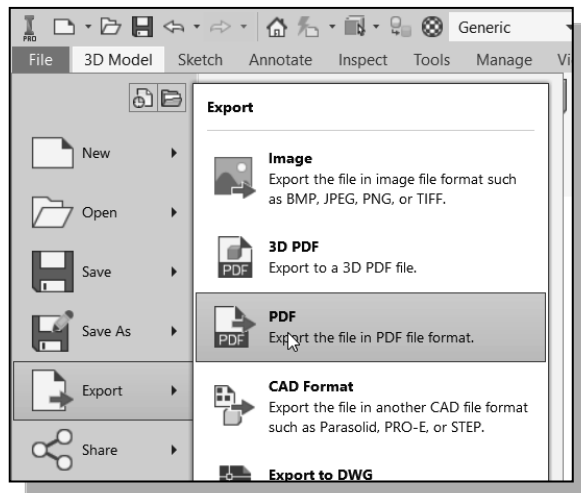 PRO
Generic
File 3D Model Sketch Annotate Inspect Tools Manage Vi
Export
New
Image
Export the file in image file format such
as BMP, JPEG, PNG, or TIFF.
Open
3D PDF
PDF
Export to a 3D PDF file.
Save
PDF
PDF
Export the file in PDF file format.
Save As
Export
CAD Format
Export the file in another CAD file format
such as Parasolid, PRO-E, or STEP.
Share
Export to DWG